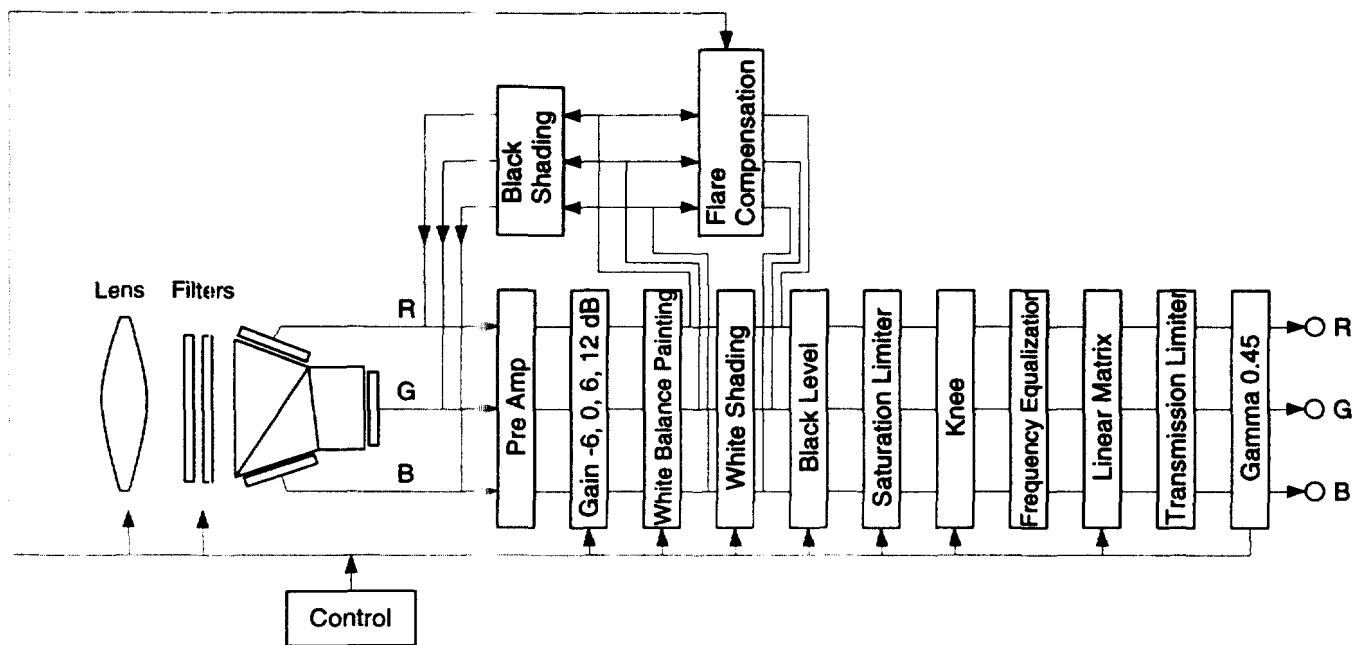 Black
Shading
Flare
Compensation
Lens
Filters
R
G
B
Pre Amp
Gain -6, 0, 6, 12 dB
White Balance Painting
White Shading
Black Level
Saturation Limiter
Knee
Frequency Equalization
Linear Matrix
Transmission Limiter
Gamma 0.45
R
G
B
Control